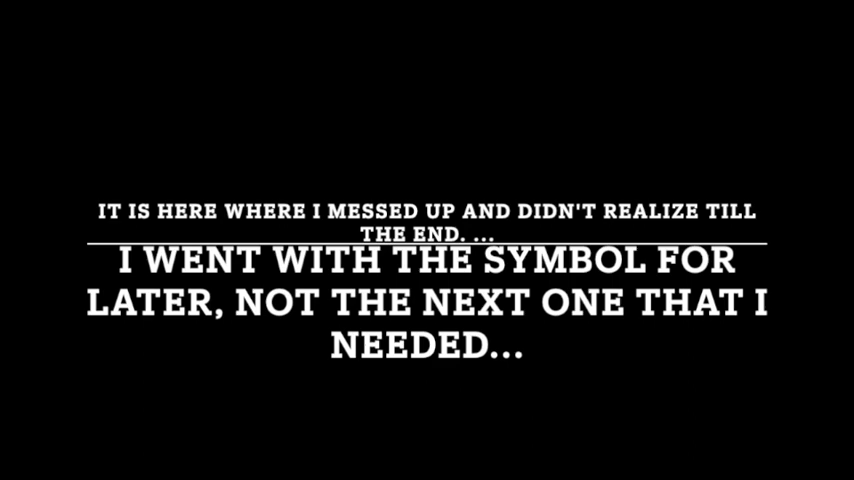 IT IS HERE WHERE I MESSED UP AND DIDN'T REALIZE TILL
THE END. ...
I WENT WITH THE SYMBOL FOR
LATER, NOT THE NEXT ONE THAT I
NEEDED...